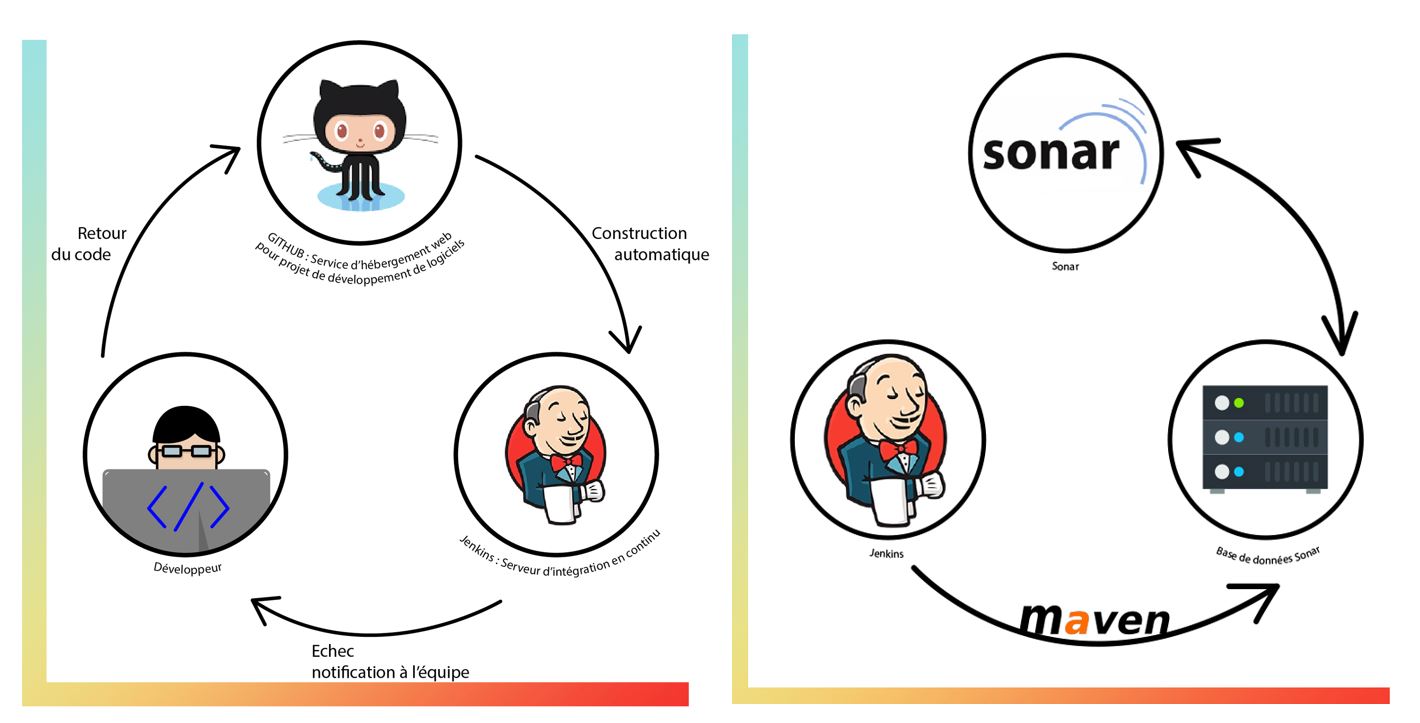 Retour
du code
GITHUB : Service d'hébergement web
pour projet de développement de logiciels
Construction
automatique
Développeur
Jenkins : Serveur d'intégration en continu
Echec
notification à l'équipe
sonar
Sonar
Jenkins
Base de données Sonar
maven